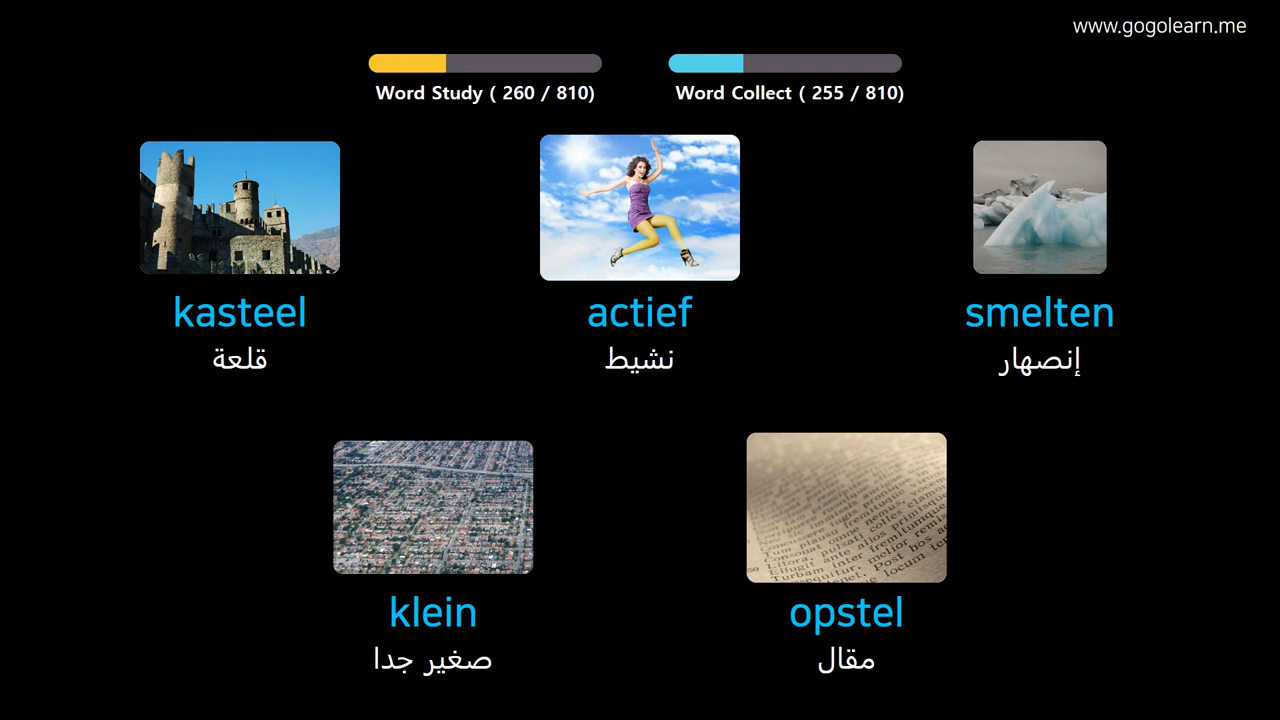 www.gogolearn.me
Word Study ( 260 / 810)
Word Collect ( 255 / 810)
kasteel
قلعة
actief
نشيط
smelten
إنصهار
klein
صغير جدا
opstel
مقال